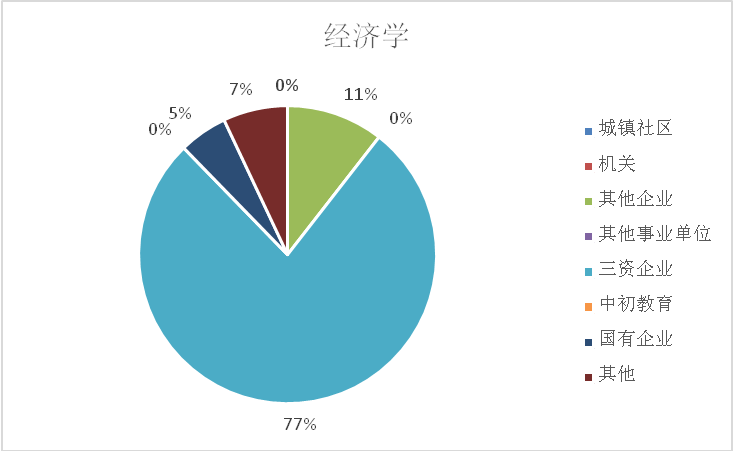 经济学
7%
0%
11%
5%
0%
0%
77%
城镇社区
机关
其他企业
其他事业单位
三资企业
中初教育
国有企业
其他